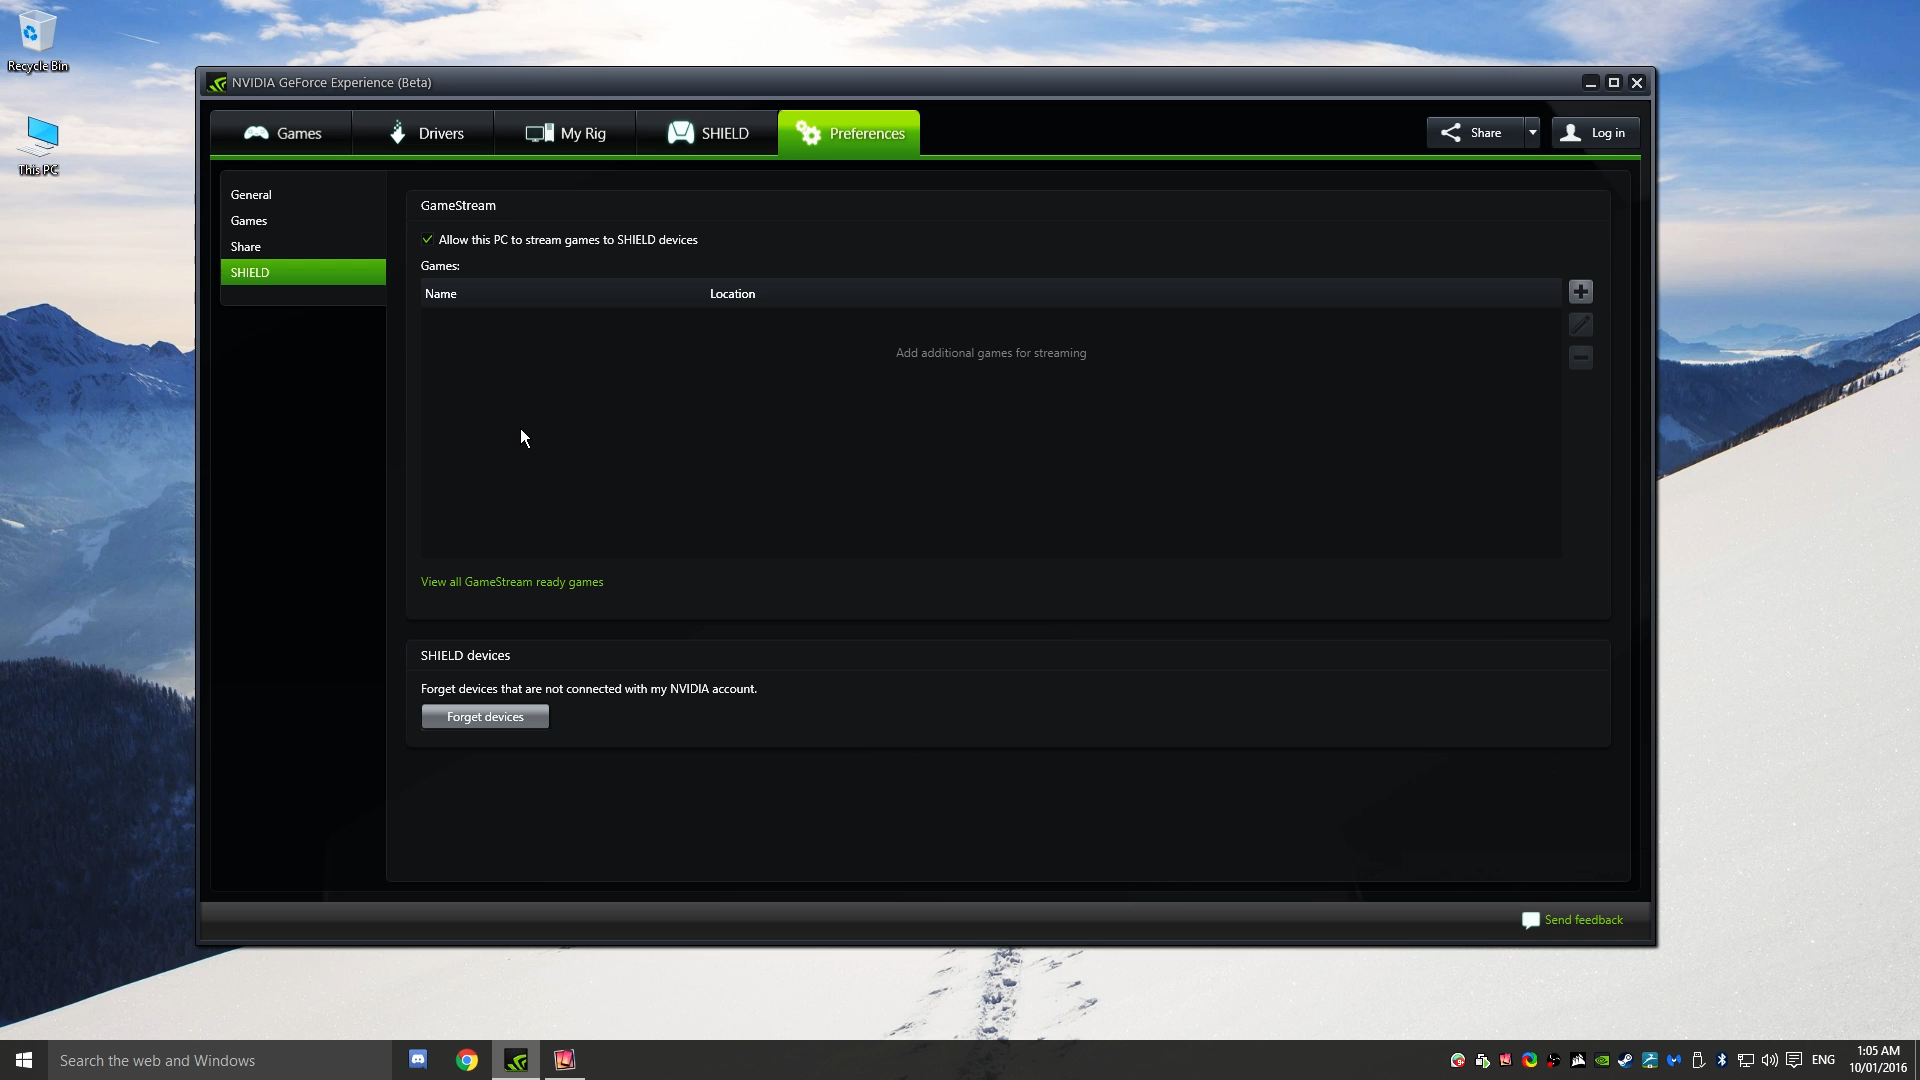 Recycle Bin
This PC
NVIDIA GeForce Experience (Beta)
Games
Drivers
My Rig
SHIELD
Preferences
Share
Log in
General
Games
Share
SHIELD
GameStream
Allow this PC to stream games to SHIELD devices
Games:
Name Location
Add additional games for streaming
View all GameStream ready games
SHIELD devices
Forget devices that are not connected with my NVIDIA account.
Forget devices
Send feedback
Search the web and Windows
ENG
1:05 AM
10/01/2016